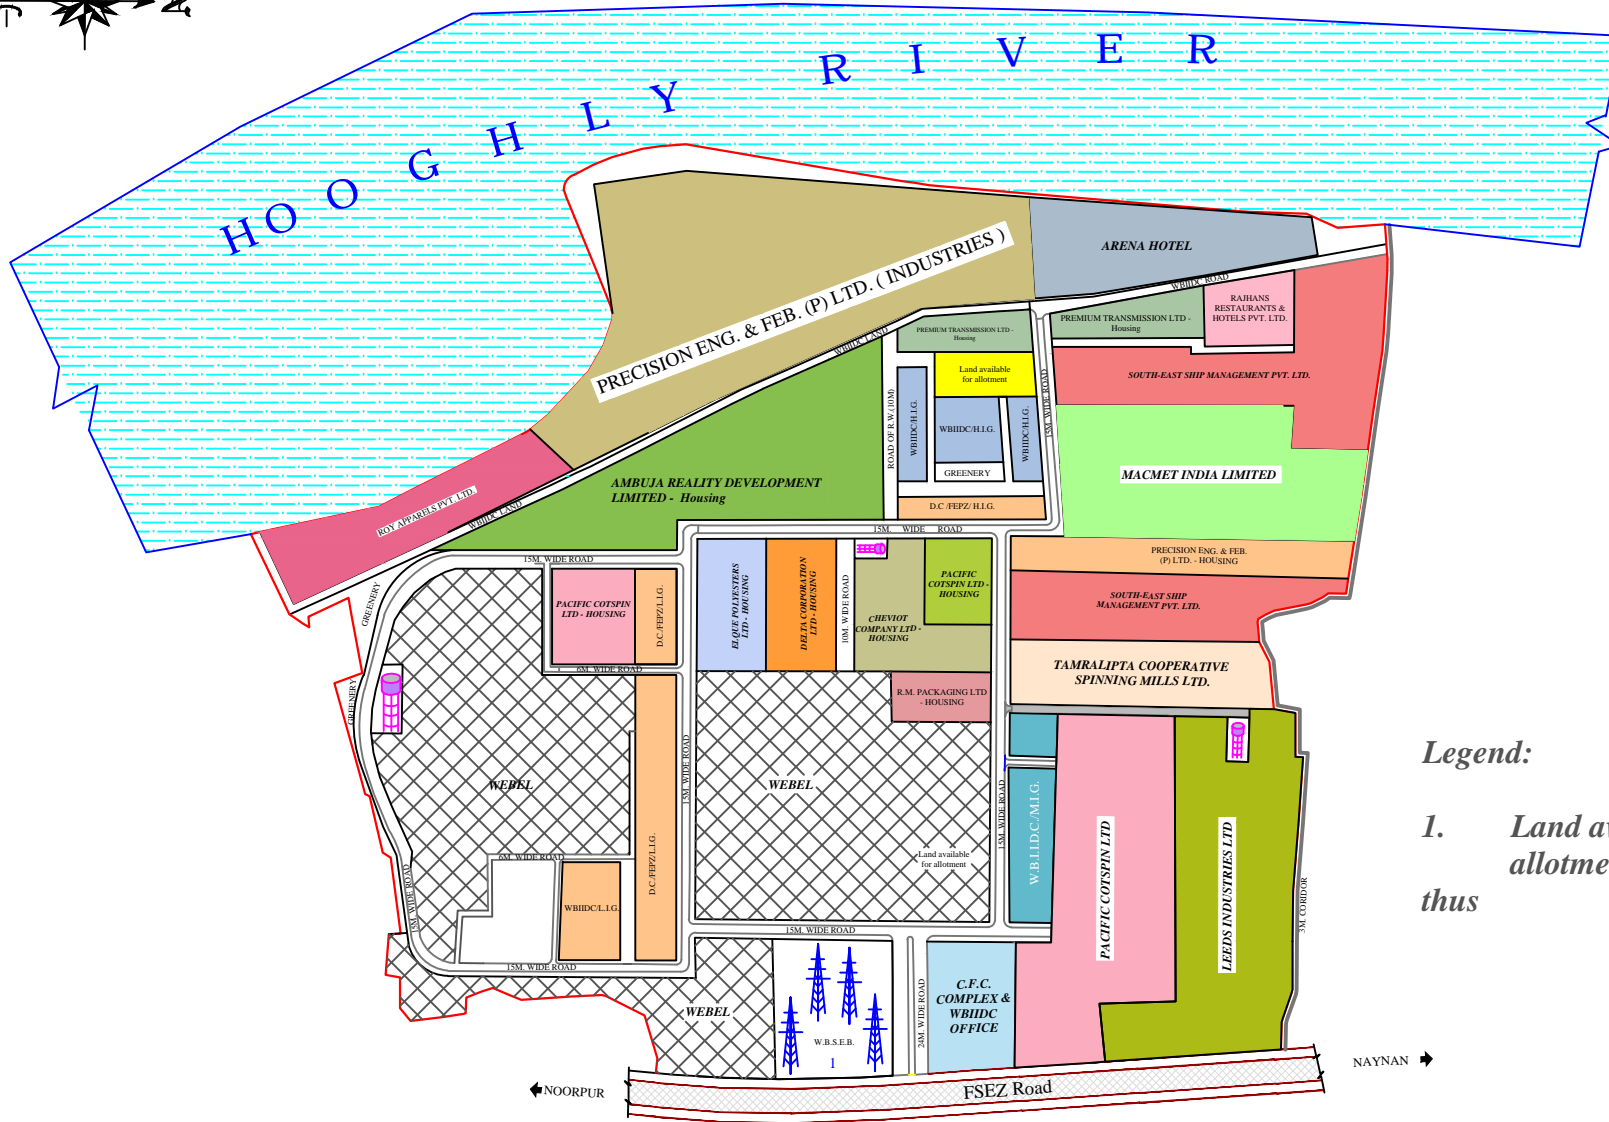 HOOGHLY RIVER
ARENA HOTEL
PRECISION ENG. & FEB. (P) LTD. ( INDUSTRIES )
WBIIDC ROAD
RAJHANS
RESTAURANTS &
HOTELS PVT. LTD.
PREMIUM TRANSMISSION LTD -
Housing
PREMIUM TRANSMISSION LTD -
Housing
WBIIDC LAND
Land available
for allotment
SOUTH-EAST SHIP MANAGEMENT PVT. LTD.
15M. WIDE ROAD
ROAD OF R.W.(10M)
WBIIDC/H.I.G.
WBIIDC/H.I.G.
WBIIDC/H.I.G.
GREENERY
MACMET INDIA LIMITED
AMBUJA REALITY DEVELOPMENT
LIMITED - Housing
ROY APPARELS PVT. LTD.
WBIIDC LAND
D.C /FEPZ/ H.I.G.
15M. WIDE ROAD
15M. WIDE ROAD
PRECISION ENG. & FEB.
(P) LTD. - HOUSING
GREENERY
PACIFIC COTSPIN
LTD - HOUSING
D.C./FEPZ/L.I.G.
ELQUE POLYESTERS
LTD - HOUSING
DELTA CORPORATION
LTD - HOUSING
10M. WIDE ROAD
CHEVIOT
COMPANY LTD -
HOUSING
PACIFIC
COTSPIN LTD -
HOUSING
SOUTH-EAST SHIP
MANAGEMENT PVT. LTD.
6M. WIDE ROAD
TAMRALIPTA COOPERATIVE
SPINNING MILLS LTD.
GREENERY
R.M. PACKAGING LTD
- HOUSING
WEBEL
15M. WIDE ROAD
WEBEL
Land available
for allotment
15M. WIDE ROAD
W.B.I.I.D.C./M.I.G.
PACIFIC COTSPIN LTD
LEEDS INDUSTRIES LTD
3M. CORIDOR
Legend:
1. Land av
allotme
thus
6M. WIDE ROAD
D.C./FEPZ/L.I.G.
WBIIDC/L.I.G.
15M. WIDE ROAD
15M. WIDE ROAD
15M. WIDE ROAD
WEBEL
W.B.S.E.B.
1
24M. WIDE ROAD
C.F.C.
COMPLEX &
WBIIDC
OFFICE
NOORPUR
FSEZ Road
NAYNAN